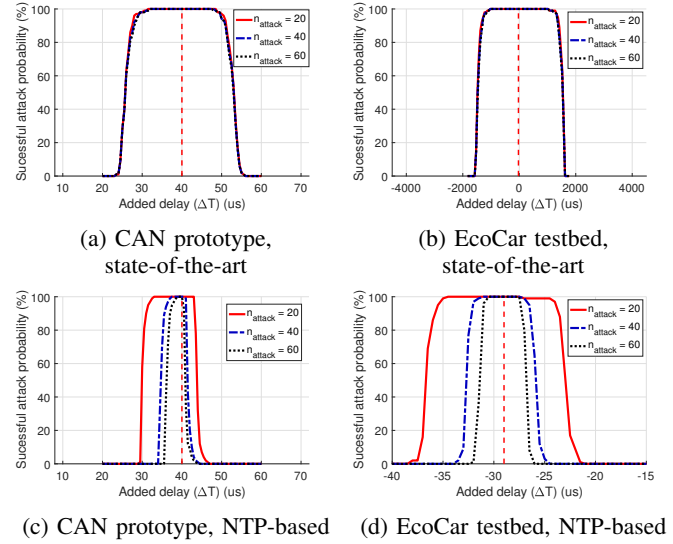 Sucessful attack probability (%)
100
80
60
40
20
0
10 20 30 40 50 60 70
Added delay (ΔT) (us)
n_attack = 20
n_attack = 40
n_attack = 60
(a) CAN prototype,
state-of-the-art
Sucessful attack probability (%)
100
80
60
40
20
0
-4000 -2000 0 2000 4000
Added delay (ΔT) (us)
n_attack = 20
n_attack = 40
n_attack = 60
(b) EcoCar testbed,
state-of-the-art
Sucessful attack probability (%)
100
80
60
40
20
0
10 20 30 40 50 60 70
Added delay (ΔT) (us)
n_attack = 20
n_attack = 40
n_attack = 60
(c) CAN prototype, NTP-based
Sucessful attack probability (%)
100
80
60
40
20
0
-40 -35 -30 -25 -20 -15
Added delay (ΔT) (us)
n_attack = 20
n_attack = 40
n_attack = 60
(d) EcoCar testbed, NTP-based